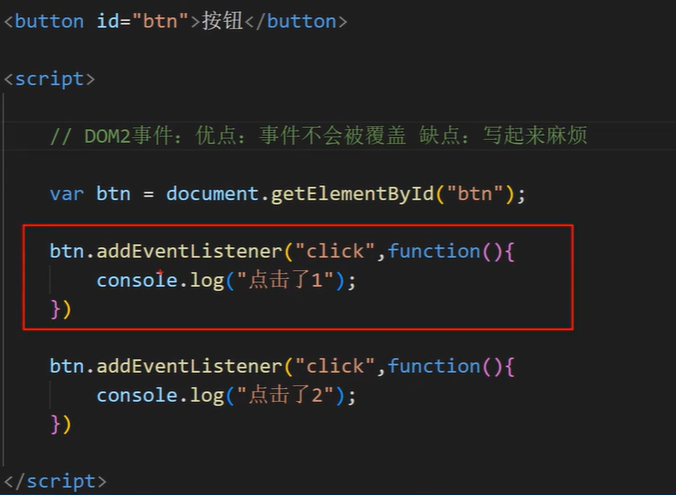 <button id="btn">按钮</button>
<script>
// DOM2事件: 优点: 事件不会被覆盖 缺点: 写起来麻烦
var btn = document.getElementById("btn");
btn.addEventListener("click",function(){
console.log("点击了1");
})
btn.addEventListener("click",function(){
console.log("点击了2");
})
</script>